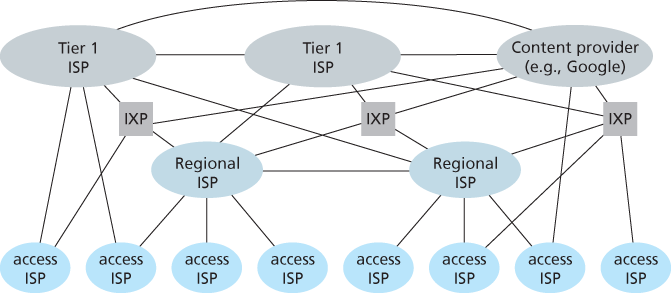 Tier 1
ISP
Tier 1
ISP
Content provider
(e.g., Google)
IXP
IXP
IXP
Regional
ISP
Regional
ISP
access
ISP
access
ISP
access
ISP
access
ISP
access
ISP
access
ISP
access
ISP
access
ISP